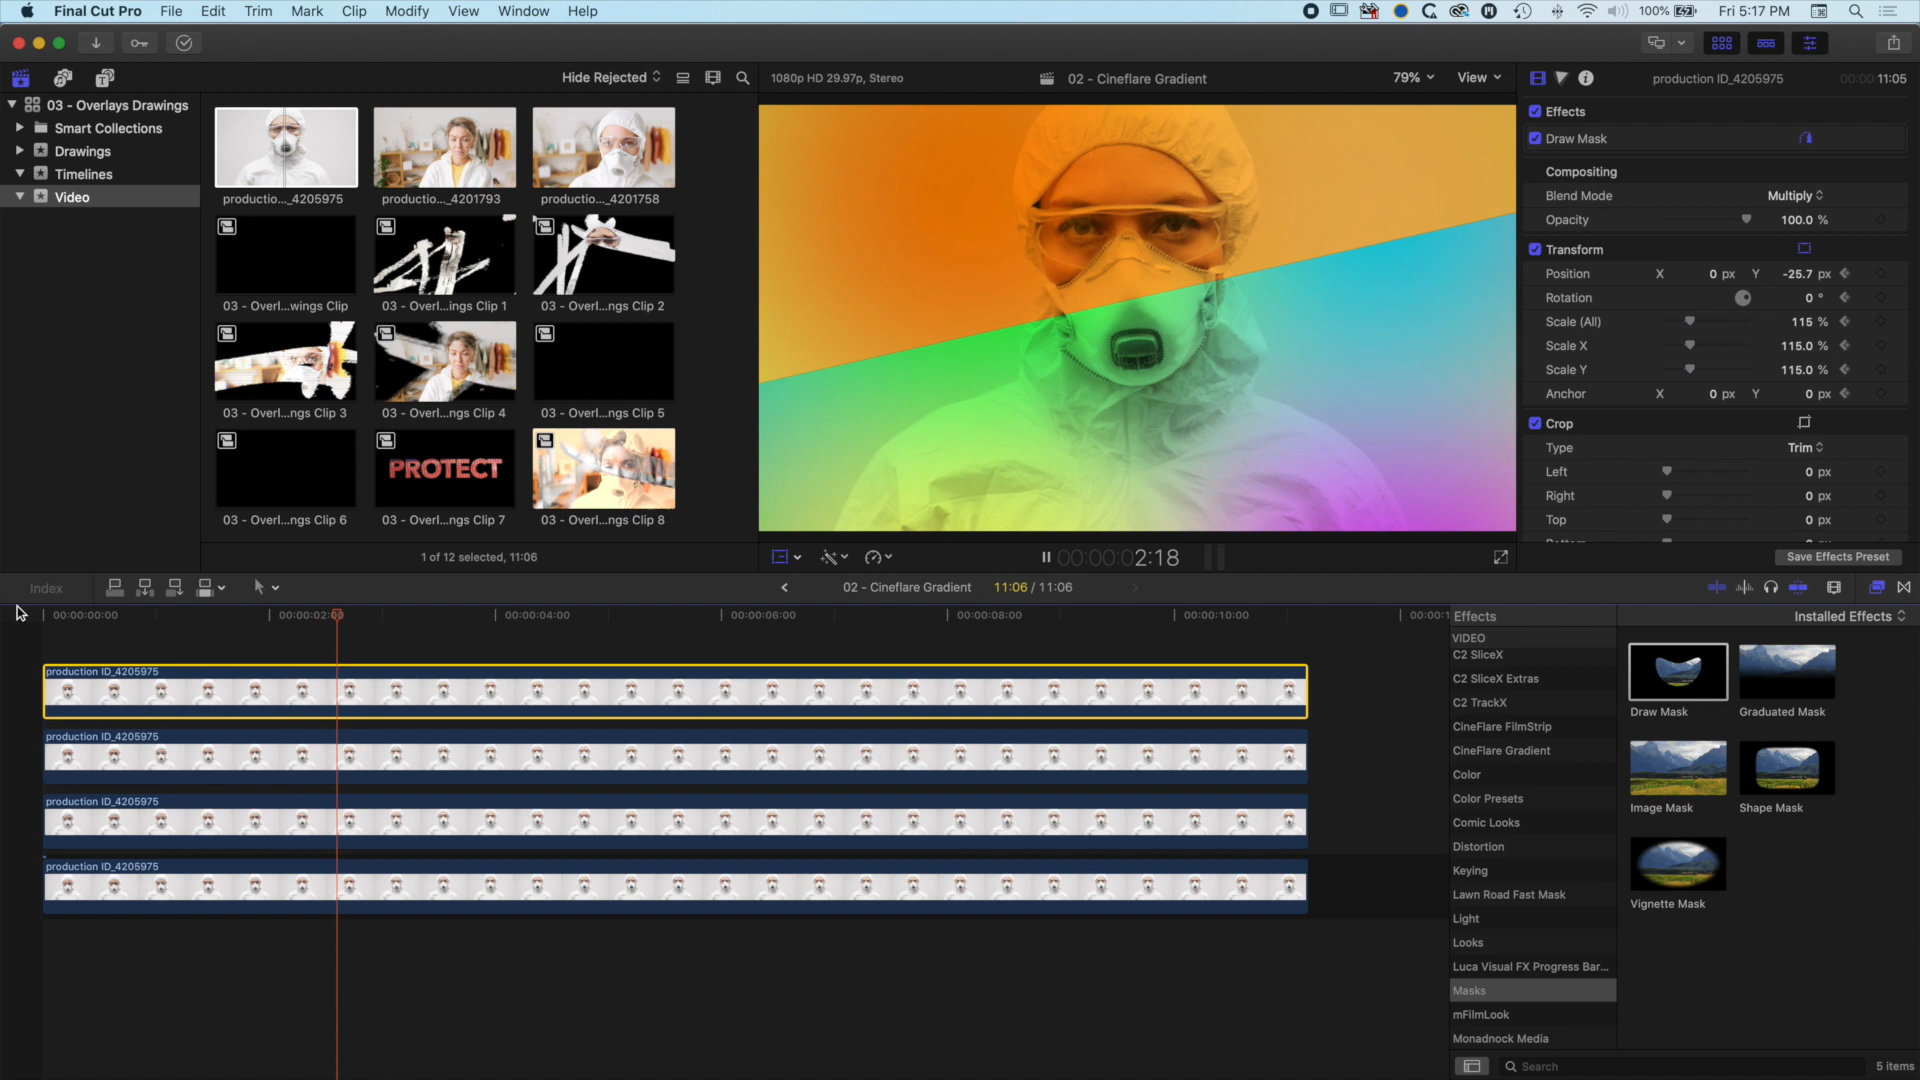 Final Cut Pro File Edit Trim Mark Clip Modify View Window Help 100% Fri 5:17 PM
Hide Rejected 1080p HD 29.97p, Stereo 02 - Cineflare Gradient 79% View production ID_4205975 00:00:11:05
03 - Overlays Drawings
Smart Collections
Drawings
Timelines
Video
productio..._4205975 productio..._4201793 productio..._4201758
03 - Overl...wings Clip 03 - Overl...ings Clip 1 03 - Overl...ngs Clip 2
03 - Overl...ngs Clip 3 03 - Overl...ngs Clip 4 03 - Overl...ngs Clip 5
PROTECT
03 - Overl...ngs Clip 6 03 - Overl...ngs Clip 7 03 - Overl...ngs Clip 8
1 of 12 selected, 11:06
00:00:02:18
Effects
Draw Mask
Compositing
Blend Mode Multiply
Opacity 100.0 %
Transform
Position X 0 px Y -25.7 px
Rotation 0 °
Scale (All) 115 %
Scale X 115.0 %
Scale Y 115.0 %
Anchor X 0 px Y 0 px
Crop
Type Trim
Left 0 px
Right 0 px
Top 0 px
Save Effects Preset
Index 02 - Cineflare Gradient 11:06 / 11:06
00:00:00:00 00:00:02:00 00:00:04:00 00:00:06:00 00:00:08:00 00:00:10:00 00:00:1
production ID_4205975
production ID_4205975
production ID_4205975
production ID_4205975
Effects Installed Effects
VIDEO
C2 SliceX
C2 SliceX Extras
C2 TrackX
CineFlare FilmStrip
CineFlare Gradient
Color
Color Presets
Comic Looks
Distortion
Keying
Lawn Road Fast Mask
Light
Looks
Luca Visual FX Progress Bar...
Masks
mFilmLook
Monadnock Media
Draw Mask Graduated Mask
Image Mask Shape Mask
Vignette Mask
Search 5 items